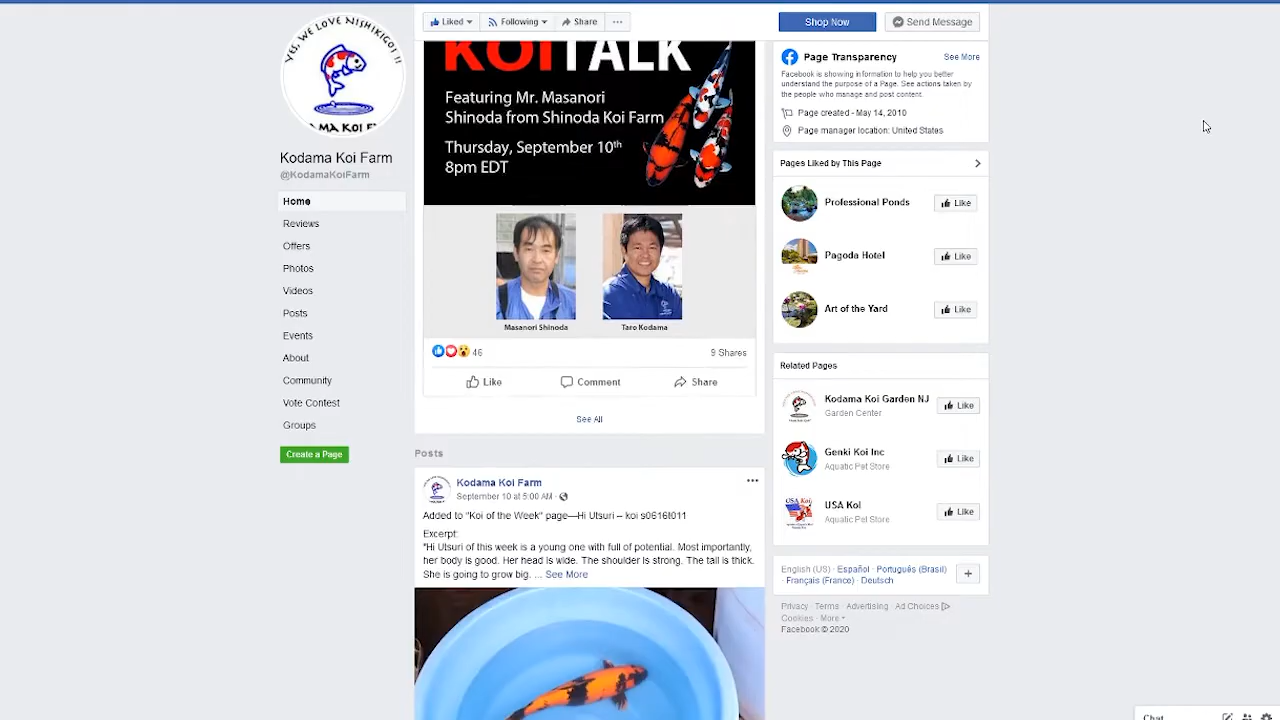 Liked
Following
Share
···
Shop Now
Send Message
YES, WE LOVE NISHIKIGOI !!
Kodama Koi Farm
@KodamaKoiFarm
Home
Reviews
Offers
Photos
Videos
Posts
Events
About
Community
Vote Contest
Groups
Create a Page
KOI TALK
Featuring Mr. Masanori
Shinoda from Shinoda Koi Farm
Thursday, September 10th
8pm EDT
Masanori Shinoda
Taro Kodama
46
9 Shares
Like
Comment
Share
See All
Posts
Kodama Koi Farm
September 10 at 5:00 AM ·
Added to "Koi of the Week" page—Hi Utsuri – koi s0616t011
Excerpt:
"Hi Utsuri of this week is a young one with full of potential. Most importantly,
her body is good. Her head is wide. The shoulder is strong. The tail is thick.
She is going to grow big. ... See More
Page Transparency
See More
Facebook is showing information to help you better
understand the purpose of a Page. See actions taken by
the people who manage and post content.
Page created - May 14, 2010
Page manager location: United States
Pages Liked by This Page
Professional Ponds
Like
Pagoda Hotel
Like
Art of the Yard
Like
Related Pages
Kodama Koi Garden NJ
Garden Center
Like
Genki Koi Inc
Aquatic Pet Store
Like
USA Koi
Aquatic Pet Store
Like
English (US) · Español · Português (Brasil)
· Français (France) · Deutsch
Privacy · Terms · Advertising · Ad Choices
Cookies · More
Facebook © 2020
Chat